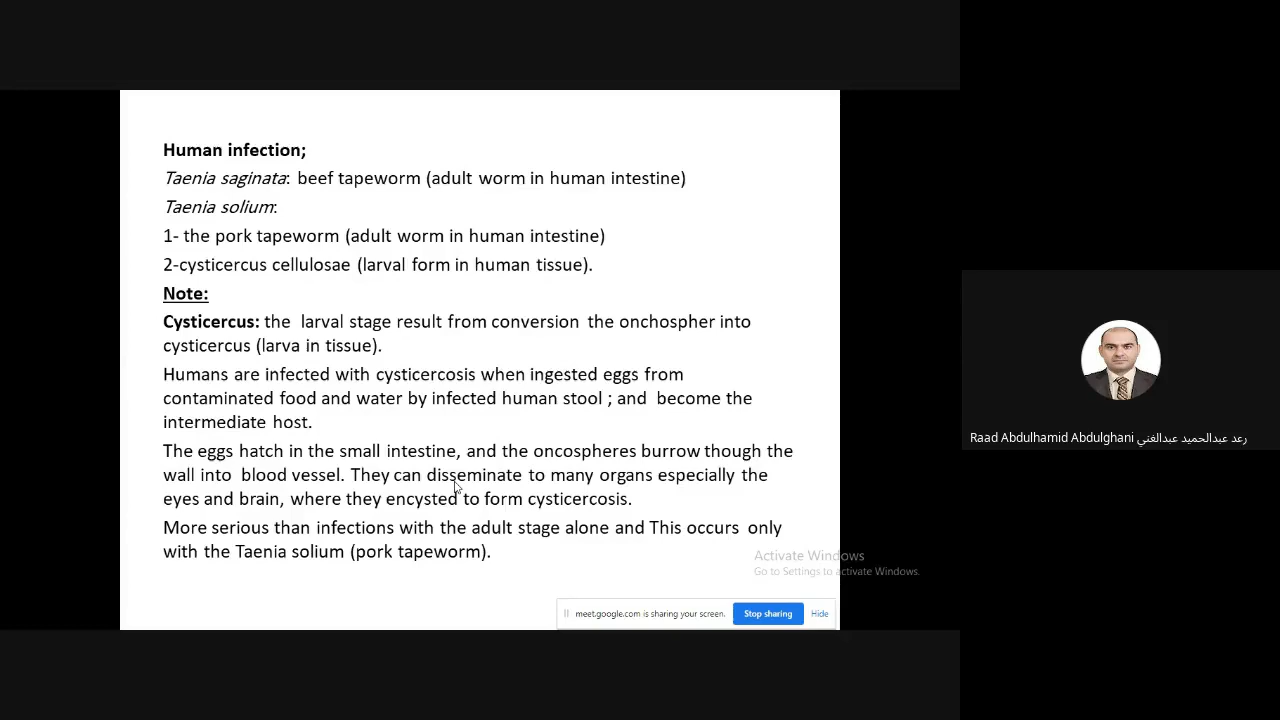 Human infection;
Taenia saginata: beef tapeworm (adult worm in human intestine)
Taenia solium:
1- the pork tapeworm (adult worm in human intestine)
2-cysticercus cellulosae (larval form in human tissue).
Note:
Cysticercus: the larval stage result from conversion the onchospher into
cysticercus (larva in tissue).
Humans are infected with cysticercosis when ingested eggs from
contaminated food and water by infected human stool ; and become the
intermediate host.
The eggs hatch in the small intestine, and the oncospheres burrow though the
wall into blood vessel. They can disseminate to many organs especially the
eyes and brain, where they encysted to form cysticercosis.
More serious than infections with the adult stage alone and This occurs only
with the Taenia solium (pork tapeworm).
Activate Windows
Go to Settings to activate Windows.
meet.google.com is sharing your screen. Stop sharing Hide
Raad Abdulhamid Abdulghani رعد عبدالحميد عبدالغني